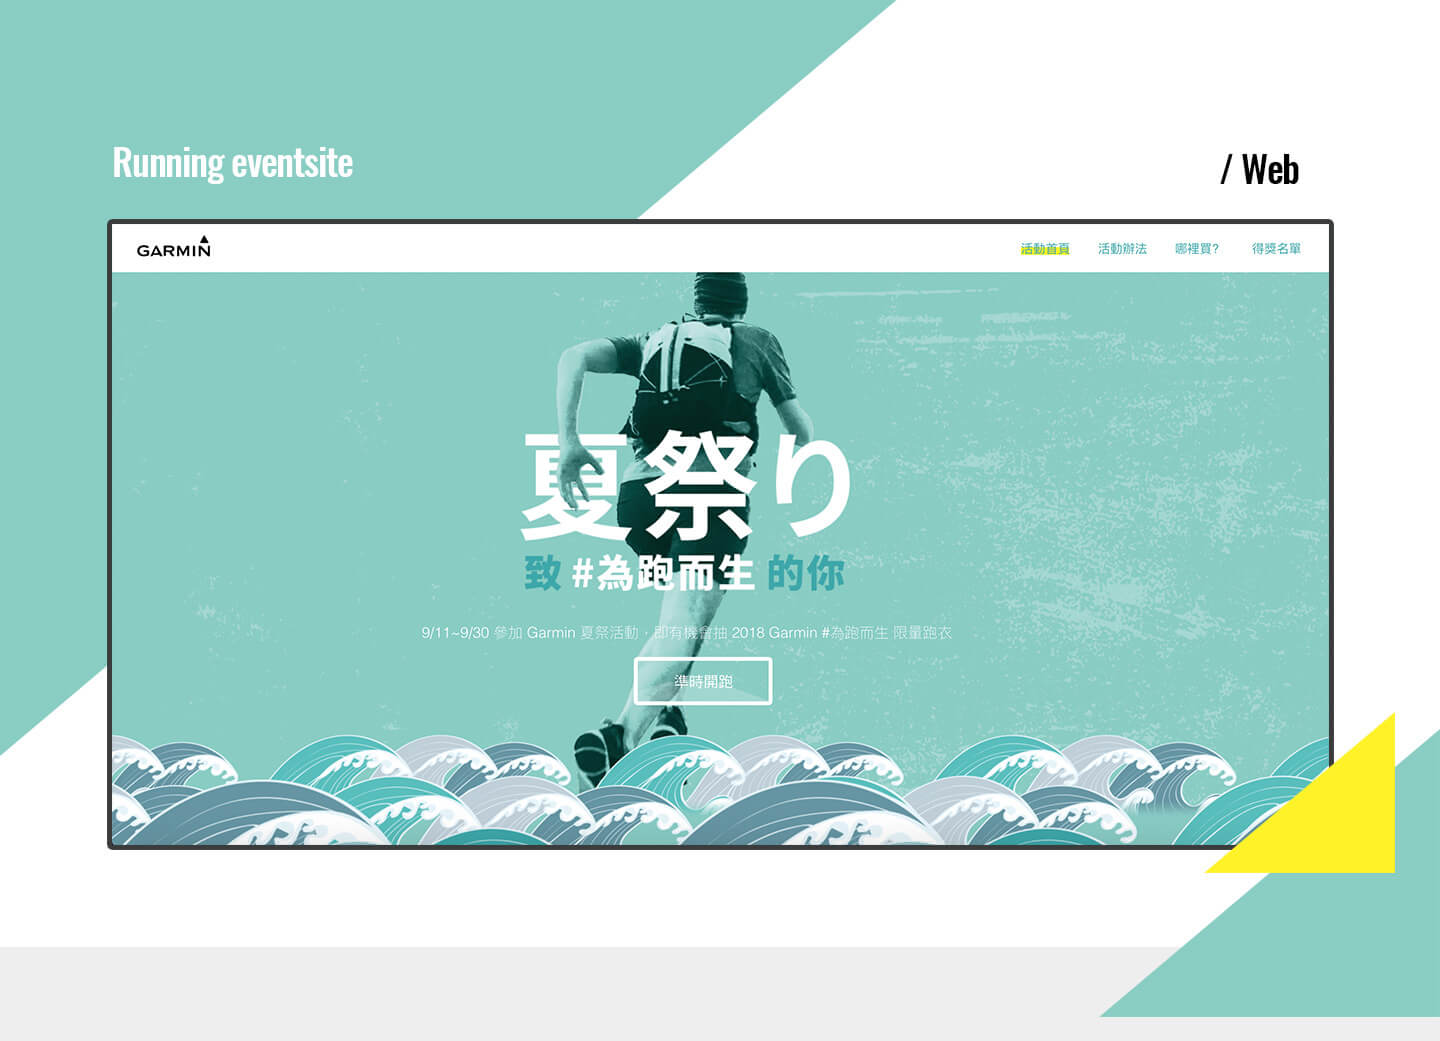 Running eventsite
/ Web
GARMIN
活動首頁 活動辦法 哪裡買? 得獎名單
夏祭り
致 #為跑而生 的你
9/11~9/30 參加 Garmin 夏祭活動，即有機會抽 2018 Garmin #為跑而生 限量跑衣
準時開跑